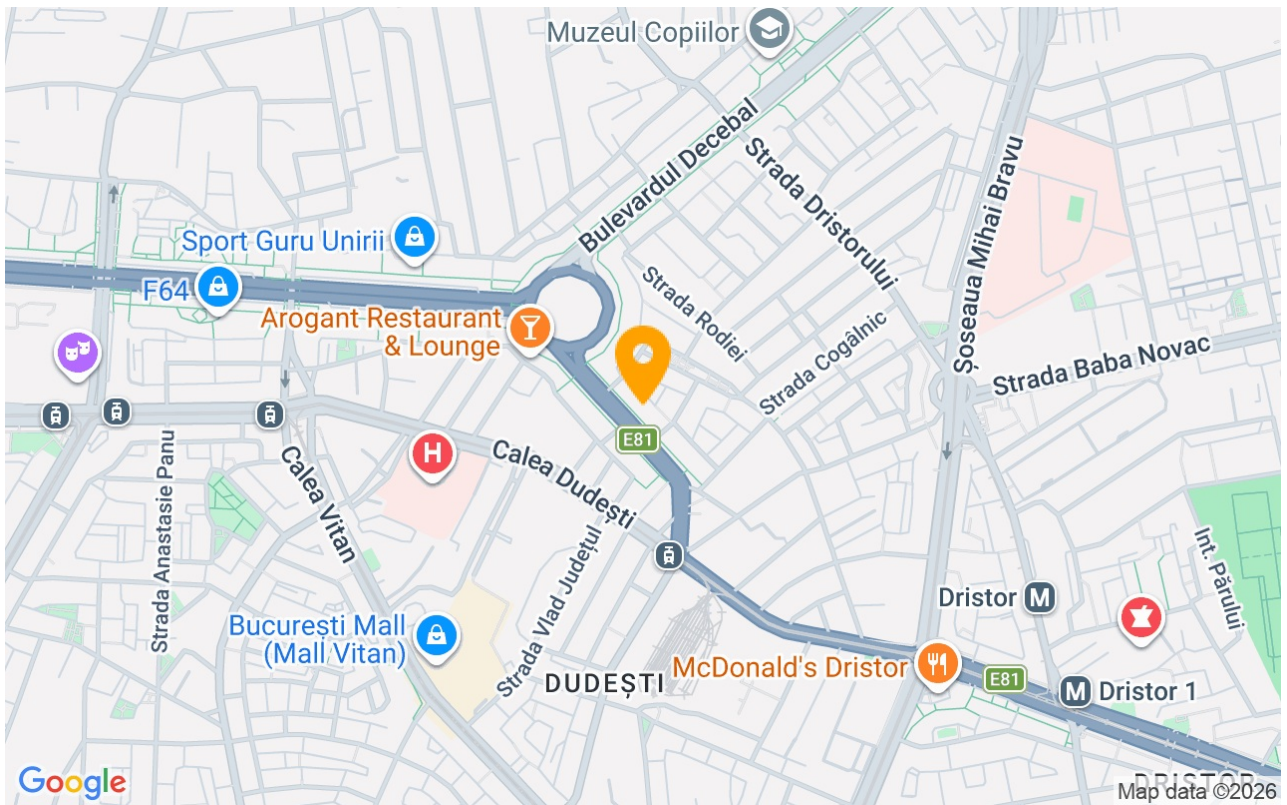 Muzeul Copiilor
Bulevardul Decebal
Strada Dristorului
Șoseaua Mihai Bravu
Sport Guru Unirii
F64
Arogant Restaurant
& Lounge
Strada Rodiei
Strada Cogâlnic
Strada Baba Novac
E81
H
Calea Dudești
Calea Vitan
Strada Anastasie Panu
Strada Vlad Județul
Int. Părului
Dristor M
București Mall
(Mall Vitan)
DUDEȘTI
McDonald's Dristor
E81
M Dristor 1
DRISTOR
Google
Map data ©2026